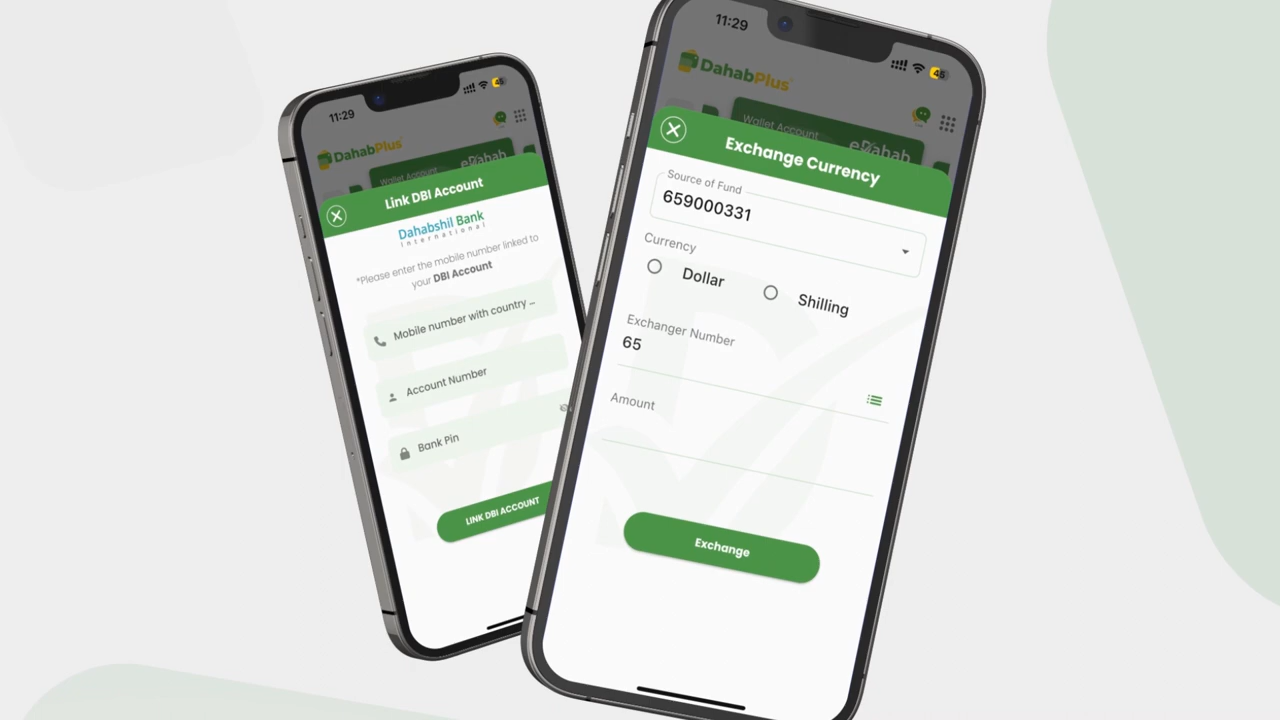 11:29
45
DahabPlus
Wallet Account
eDahab
Link DBI Account
Dahabshil Bank
International
*Please enter the mobile number linked to
your DBI Account
Mobile number with country ...
Account Number
Bank Pin
LINK DBI ACCOUNT
11:29
45
DahabPlus
Wallet Account
eDahab
Exchange Currency
Source of Fund
659000331
Currency
Dollar
Shilling
Exchanger Number
65
Amount
Exchange